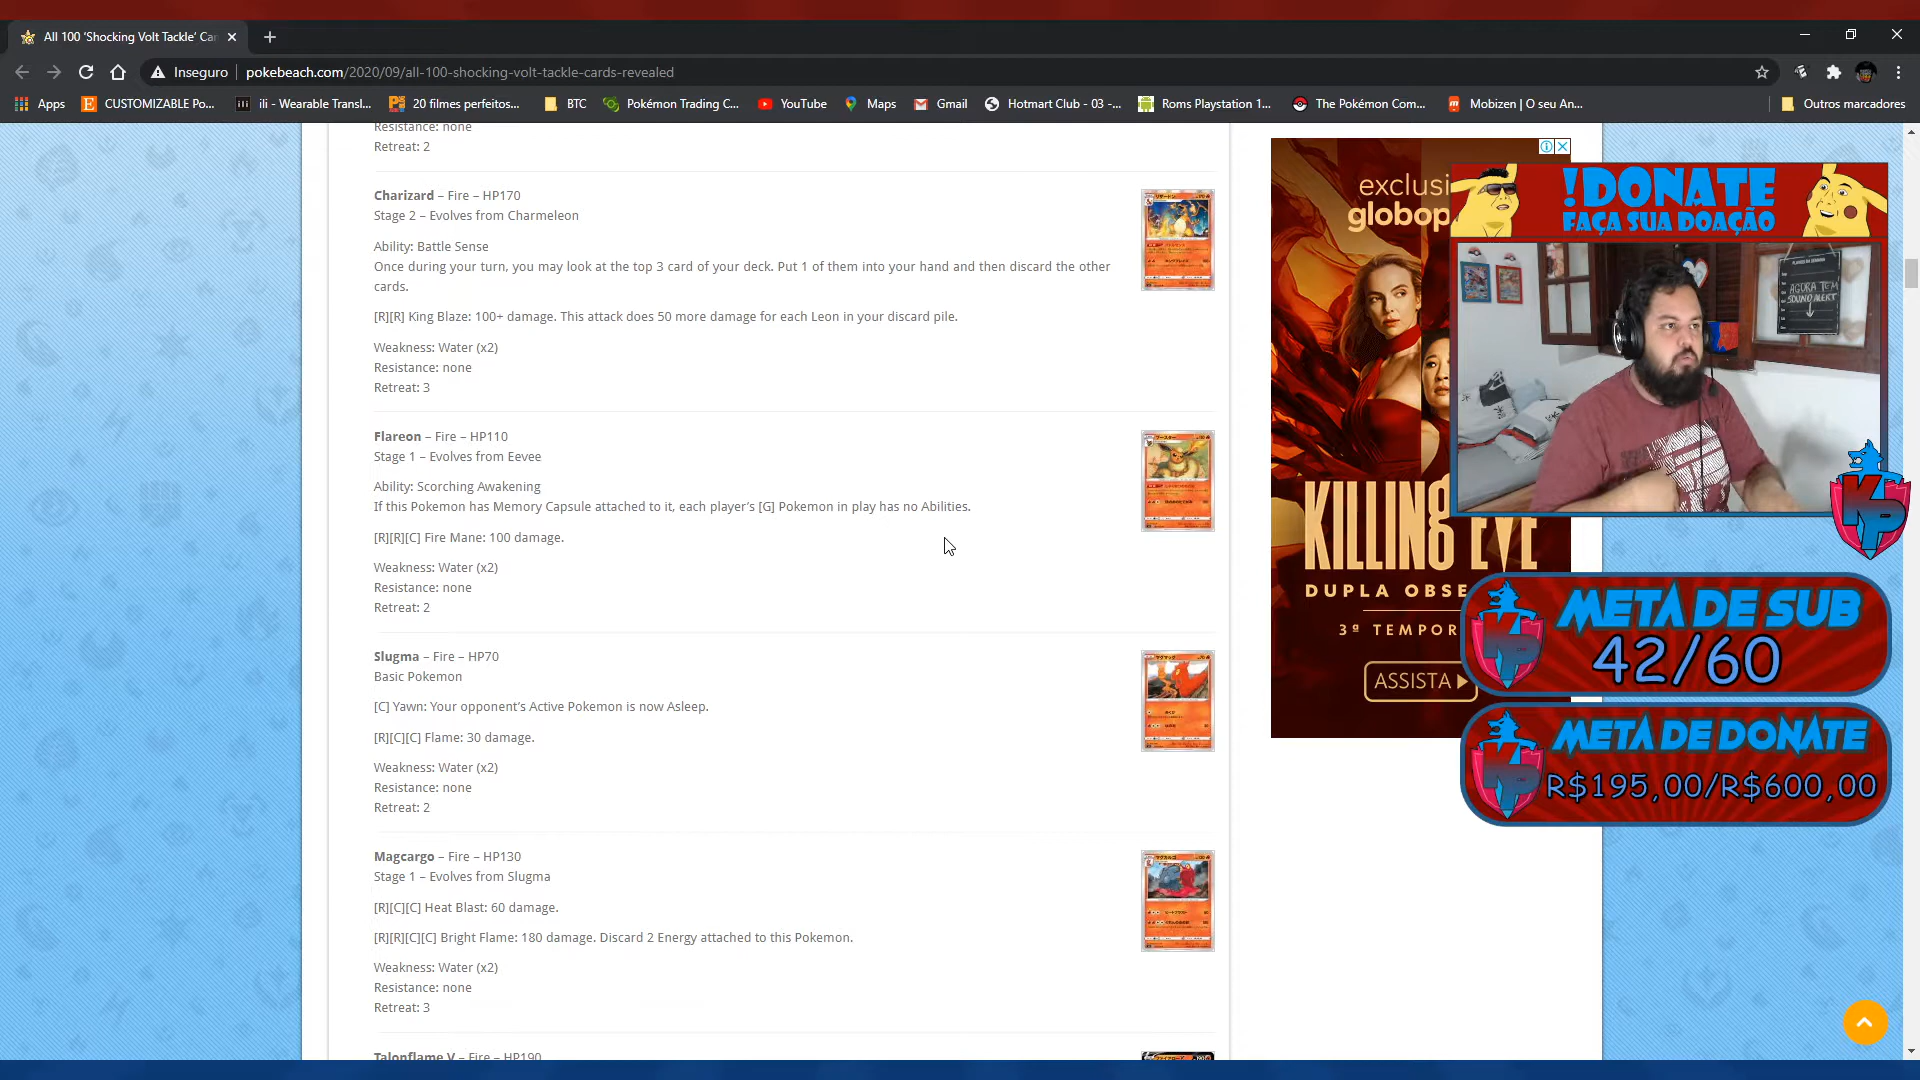 All 100 'Shocking Volt Tackle' Car
Inseguro
pokebeach.com/2020/09/all-100-shocking-volt-tackle-cards-revealed
Apps
CUSTOMIZABLE Po...
ili - Wearable Transl...
20 filmes perfeitos...
BTC
Pokémon Trading C...
YouTube
Maps
Gmail
Hotmart Club - 03 -...
Roms Playstation 1...
The Pokémon Com...
Mobizen | O seu An...
Outros marcadores
Resistance: none
Retreat: 2
Charizard – Fire – HP170
Stage 2 – Evolves from Charmeleon
Ability: Battle Sense
Once during your turn, you may look at the top 3 card of your deck. Put 1 of them into your hand and then discard the other
cards.
[R][R] King Blaze: 100+ damage. This attack does 50 more damage for each Leon in your discard pile.
Weakness: Water (x2)
Resistance: none
Retreat: 3
Flareon – Fire – HP110
Stage 1 – Evolves from Eevee
Ability: Scorching Awakening
If this Pokemon has Memory Capsule attached to it, each player's [G] Pokemon in play has no Abilities.
[R][R][C] Fire Mane: 100 damage.
Weakness: Water (x2)
Resistance: none
Retreat: 2
Slugma – Fire – HP70
Basic Pokemon
[C] Yawn: Your opponent's Active Pokemon is now Asleep.
[R][C][C] Flame: 30 damage.
Weakness: Water (x2)
Resistance: none
Retreat: 2
Magcargo – Fire – HP130
Stage 1 – Evolves from Slugma
[R][C][C] Heat Blast: 60 damage.
[R][R][C][C] Bright Flame: 180 damage. Discard 2 Energy attached to this Pokemon.
Weakness: Water (x2)
Resistance: none
Retreat: 3
Talonflame V – Fire – HP190
exclusi
globop
KILLING EVE
DUPLA OBSE
3ª TEMPOR
ASSISTA
!DONATE
FAÇA SUA DOAÇÃO
AGORA TEM
SOUND ALERT
KP
META DE SUB
42/60
META DE DONATE
R$195,00/R$600,00